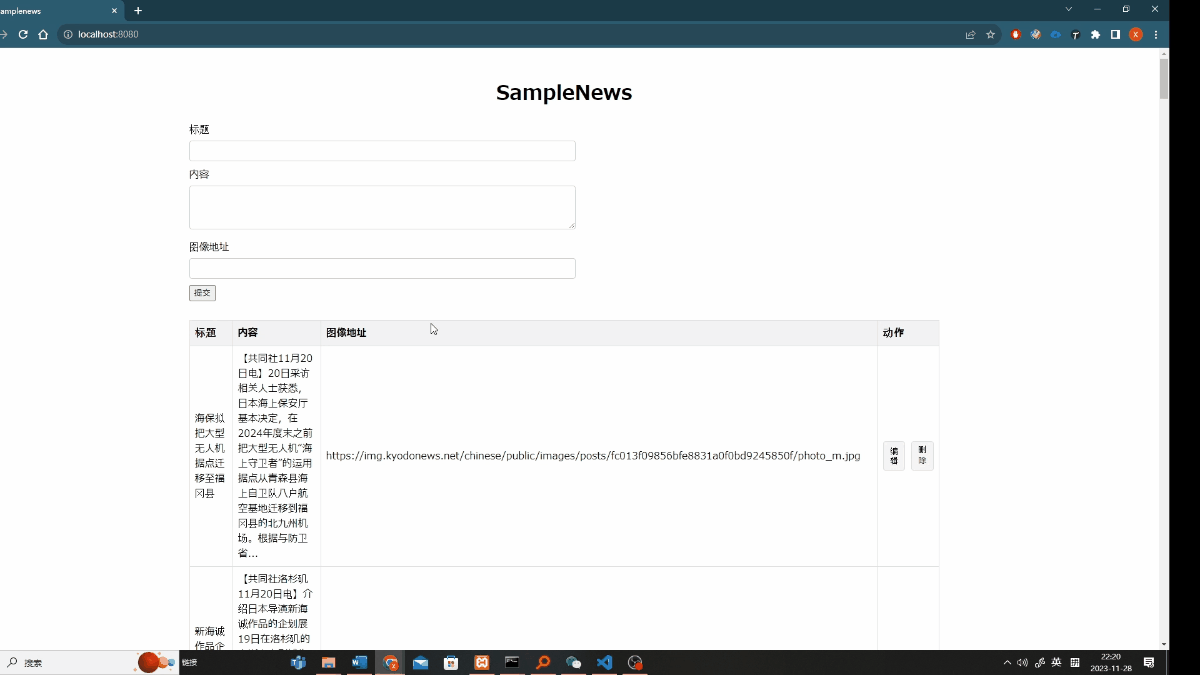 amplenews
localhost:8080
SampleNews
标题
内容
图像地址
提交
标题 内容 图像地址 动作
海保拟
把大型
无人机
据点迁
移至福
冈县
【共同社11月20
日电】20日采访
相关人士获悉，
日本海上保安厅
基本决定，在
2024年度末之前
把大型无人机“海
上守卫者”的运用
据点从青森县海
上自卫队八户航
空基地迁移到福
冈县的北九州机
场。根据与防卫
省...
https://img.kyodonews.net/chinese/public/images/posts/fc013f09856bfe8831a0f0bd9245850f/photo_m.jpg
编
辑
删
除
新海诚
作品企
【共同社洛杉矶
11月20日电】介
绍日本导演新海
诚作品的企划展
19日在洛杉矶的
搜索
链接
英
22:20
2023-11-28